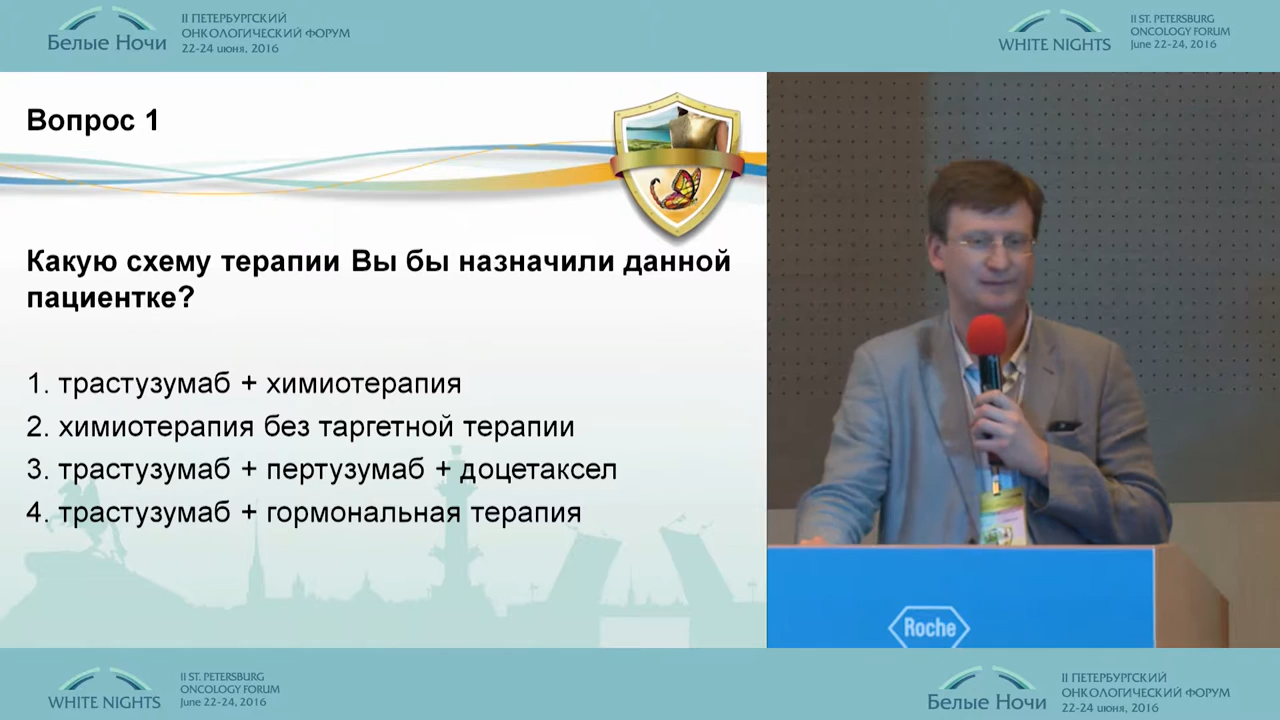 Белые Ночи
II ПЕТЕРБУРГСКИЙ
ОНКОЛОГИЧЕСКИЙ ФОРУМ
22-24 июня, 2016
WHITE NIGHTS
II ST. PETERSBURG
ONCOLOGY FORUM
June 22-24, 2016
Вопрос 1
Какую схему терапии Вы бы назначили данной
пациентке?
1. трастузумаб + химиотерапия
2. химиотерапия без таргетной терапии
3. трастузумаб + пертузумаб + доцетаксел
4. трастузумаб + гормональная терапия
Roche
WHITE NIGHTS
II ST. PETERSBURG
ONCOLOGY FORUM
June 22-24, 2016
Белые Ночи
II ПЕТЕРБУРГСКИЙ
ОНКОЛОГИЧЕСКИЙ ФОРУМ
22-24 июня, 2016